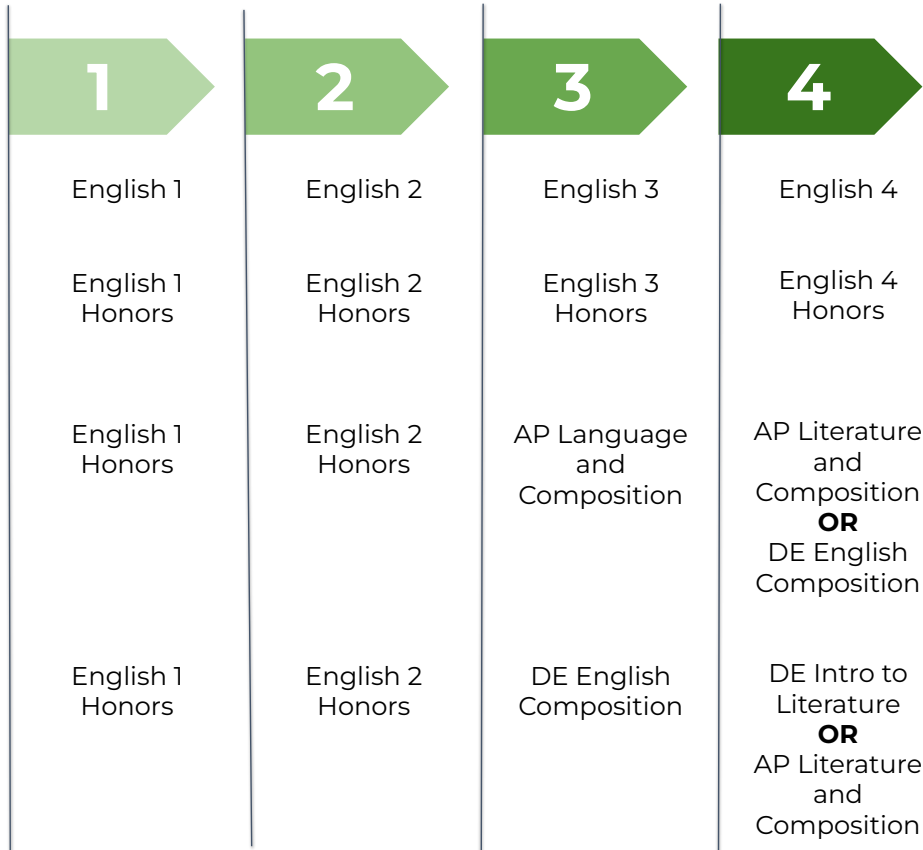 1
2
3
4
English 1
English 2
English 3
English 4
English 1
Honors
English 2
Honors
English 3
Honors
English 4
Honors
English 1
Honors
English 2
Honors
AP Language
and
Composition
AP Literature
and
Composition
OR
DE English
Composition
English 1
Honors
English 2
Honors
DE English
Composition
DE Intro to
Literature
OR
AP Literature
and
Composition